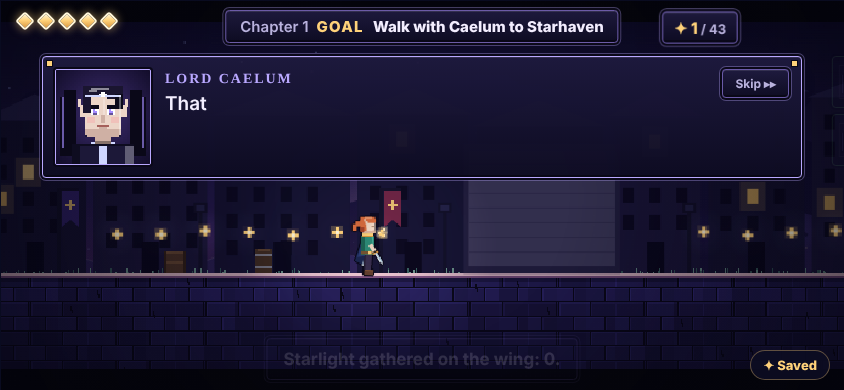 Chapter 1 GOAL Walk with Caelum to Starhaven
1 / 43
LORD CAELUM
That
Skip
Starlight gathered on the wing: 0.
Saved